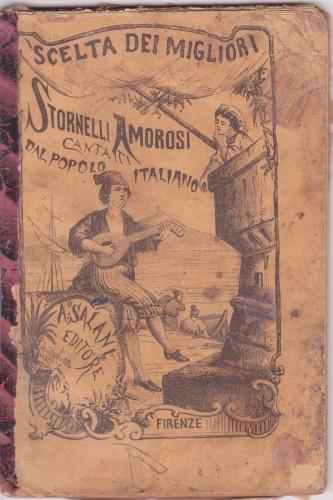 SCELTA DEI MIGLIORI
STORNELLI AMOROSI
CANTATI
DAL POPOLO ITALIANO
A. SALANI
EDITORE
FIRENZE